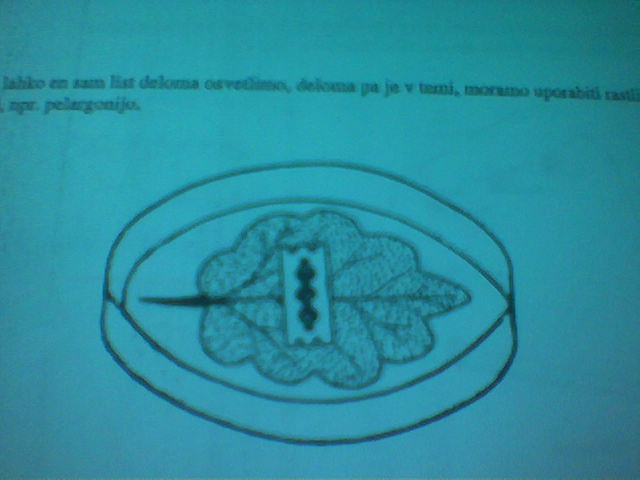 lahko en sam list deloma osvetlimo, deloma pa je v temi, moramo uporabiti rastli
, npr. pelargonijo.